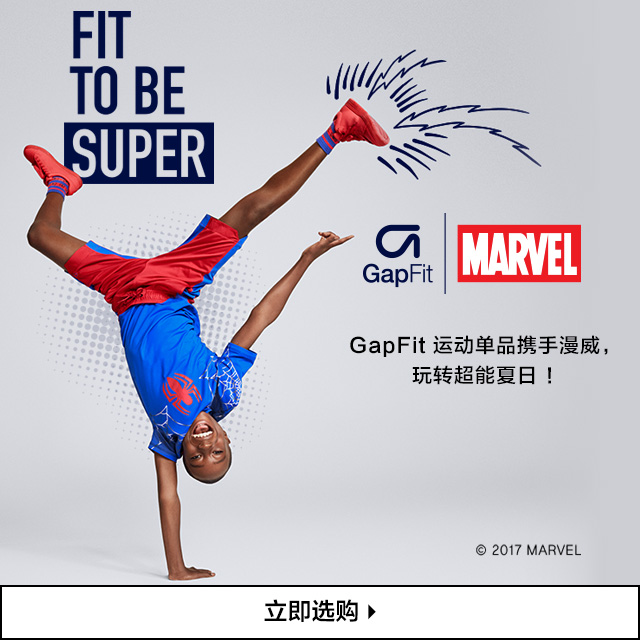 FIT
TO BE
SUPER
GapFit
MARVEL
GapFit 运动单品携手漫威，
玩转超能夏日！
© 2017 MARVEL
立即选购